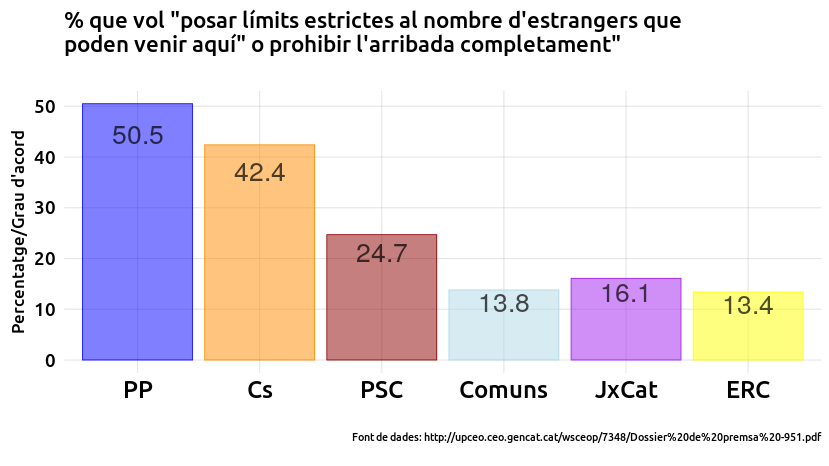 % que vol "posar límits estrictes al nombre d'estrangers que
poden venir aquí" o prohibir l'arribada completament"
Percentatge/Grau d'acord
50
40
30
20
10
0
50.5
42.4
24.7
13.8
16.1
13.4
PP
Cs
PSC
Comuns
JxCat
ERC
Font de dades: http://upceo.ceo.gencat.cat/wsceop/7348/Dossier%20de%20premsa%20-951.pdf